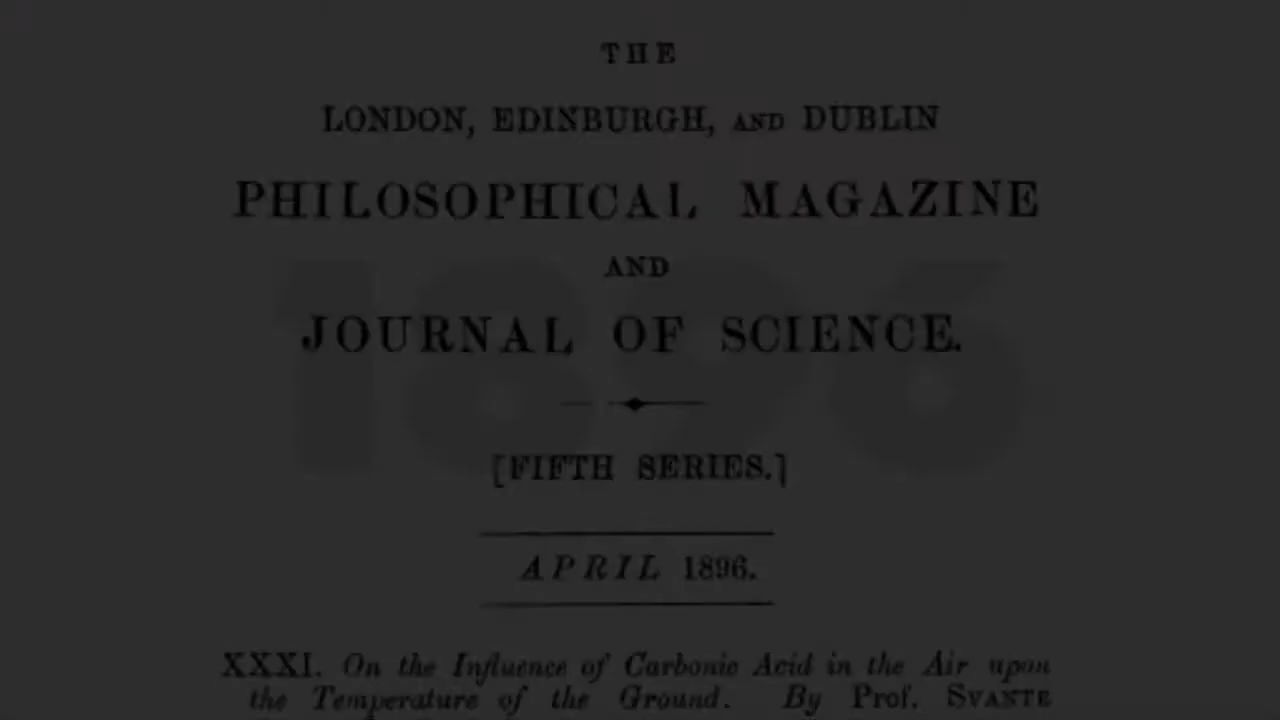 THE
LONDON, EDINBURGH, AND DUBLIN
PHILOSOPHICAL MAGAZINE
AND
JOURNAL OF SCIENCE.
1896
[FIFTH SERIES.]
APRIL 1896.
XXXI. On the Influence of Carbonic Acid in the Air upon
the Temperature of the Ground. By Prof. SVANTE